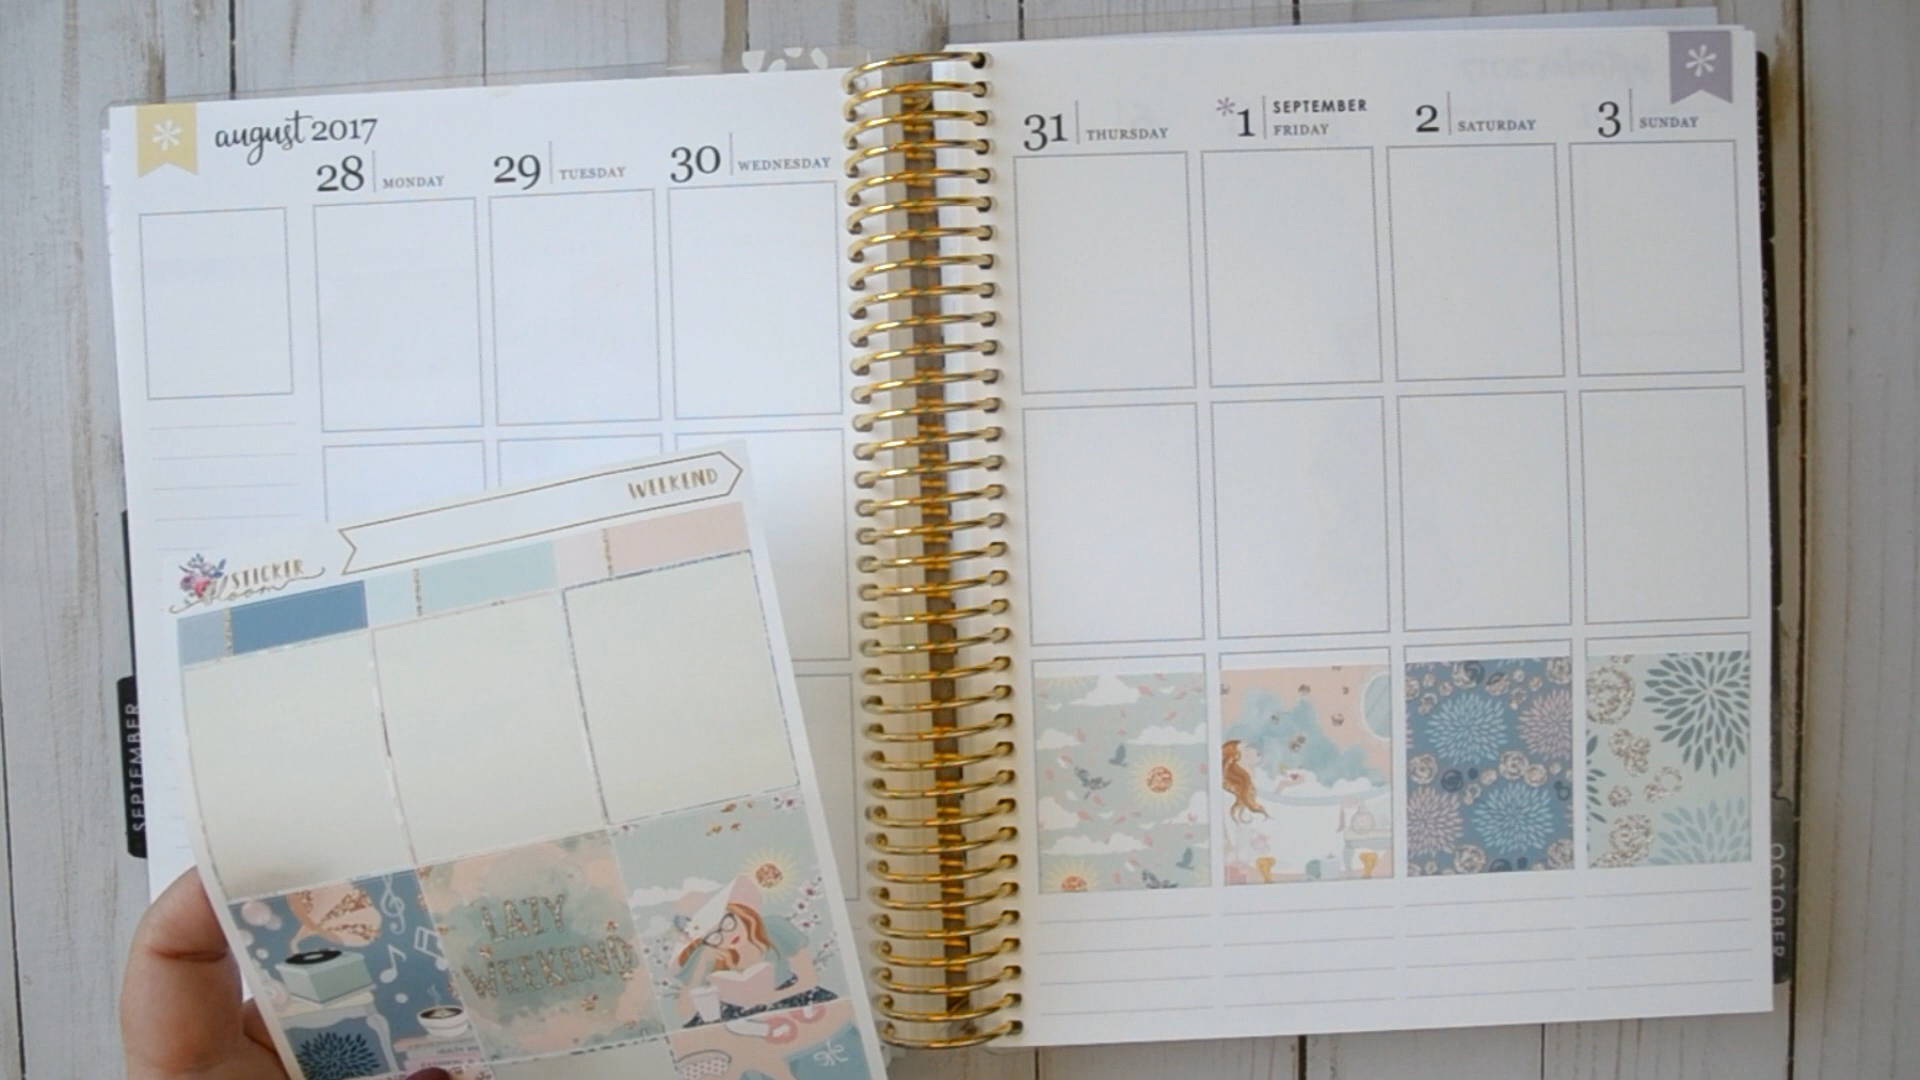 august 2017
28 MONDAY
29 TUESDAY
30 WEDNESDAY
31 THURSDAY
*1 SEPTEMBER
FRIDAY
2 SATURDAY
3 SUNDAY
WEEKEND
STICKER
bloom
LAZY
WEEKEND
SEPTEMBER
OCTOBER